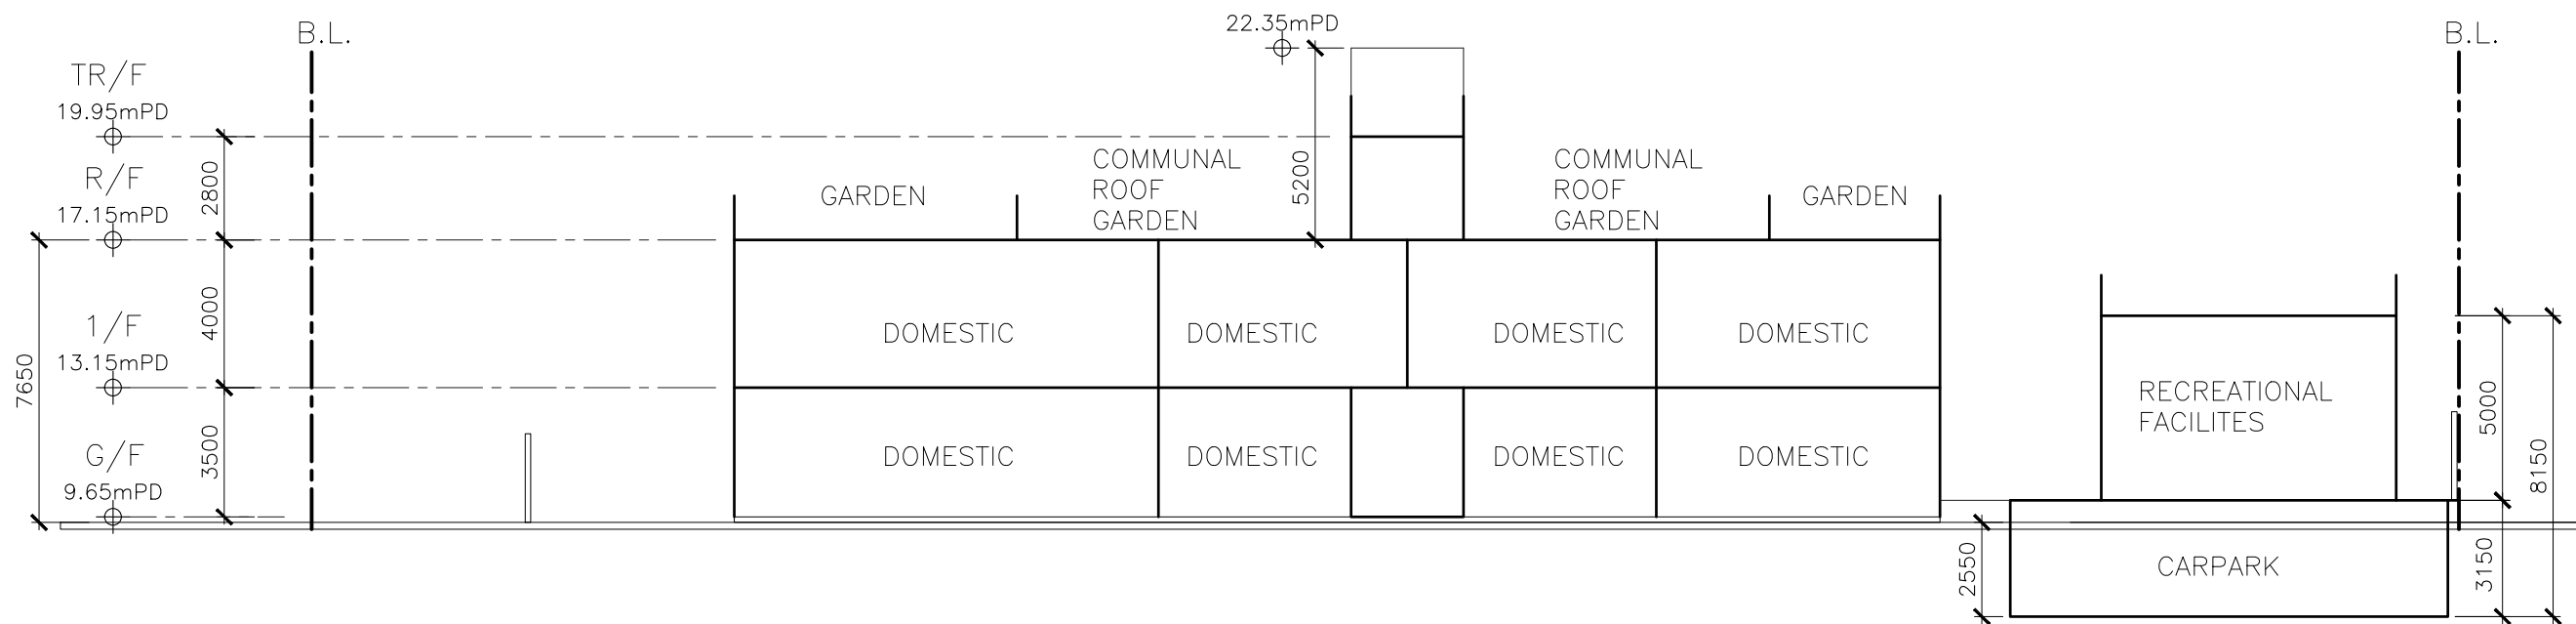 22.35mPD
B.L.
B.L.
TR/F
19.95mPD
R/F
17.15mPD
2800
5200
GARDEN
COMMUNAL
ROOF
GARDEN
COMMUNAL
ROOF
GARDEN
GARDEN
1/F
13.15mPD
4000
7650
DOMESTIC
DOMESTIC
DOMESTIC
DOMESTIC
RECREATIONAL
FACILITES
5000
8150
G/F
9.65mPD
3500
DOMESTIC
DOMESTIC
DOMESTIC
DOMESTIC
2550
CARPARK
3150